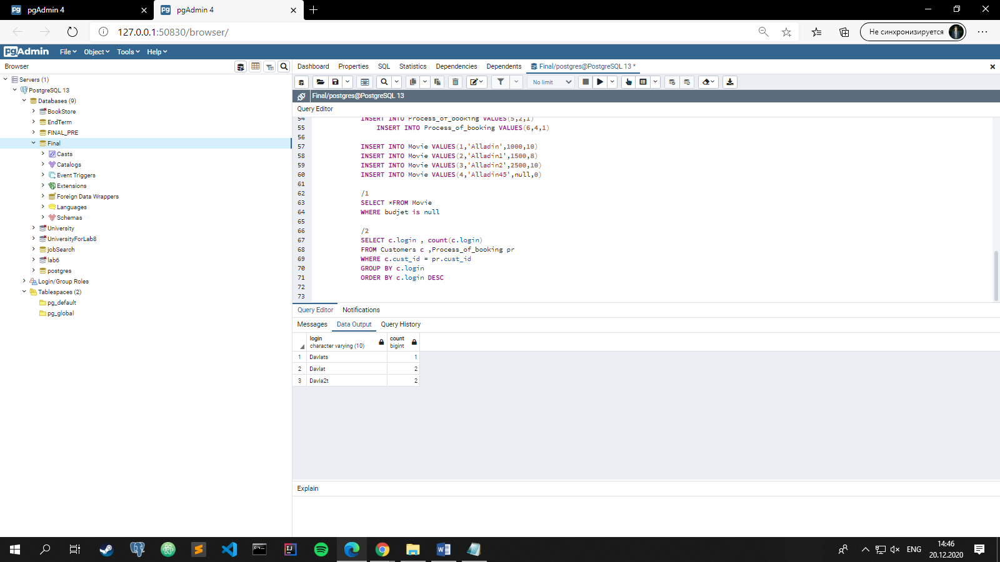 pgAdmin 4
pgAdmin 4
127.0.0.1:50830/browser/
Не синхронизируется
pgAdmin File Object Tools Help
Browser
Dashboard Properties SQL Statistics Dependencies Dependents Final/postgres@PostgreSQL 13 *
No limit
Final/postgres@PostgreSQL 13
Query Editor
Servers (1)
PostgreSQL 13
Databases (9)
BookStore
EndTerm
FINAL_PRE
Final
Casts
Catalogs
Event Triggers
Extensions
Foreign Data Wrappers
Languages
Schemas
University
UniversityForLab8
jobSearch
lab6
postgres
Login/Group Roles
Tablespaces (2)
pg_default
pg_global
54 INSERT INTO Process_of_booking VALUES(5,2,1)
55 INSERT INTO Process_of_booking VALUES(6,4,1)
56
57 INSERT INTO Movie VALUES(1,'Alladin',1000,10)
58 INSERT INTO Movie VALUES(2,'Alladin1',1500,8)
59 INSERT INTO Movie VALUES(3,'Alladin2',2500,10)
60 INSERT INTO Movie VALUES(4,'Alladin45',null,0)
61
62 /1
63 SELECT *FROM Movie
64 WHERE budjet is null
65
66 /2
67 SELECT c.login , count(c.login)
68 FROM Customers c ,Process_of_booking pr
69 WHERE c.cust_id = pr.cust_id
70 GROUP BY c.login
71 ORDER BY c.login DESC
72
73
Query Editor Notifications
Messages Data Output Query History
login count
character varying (10) bigint
1 Davlats 1
2 Davlat 2
3 Davla2t 2
Explain
ENG
14:46
20.12.2020